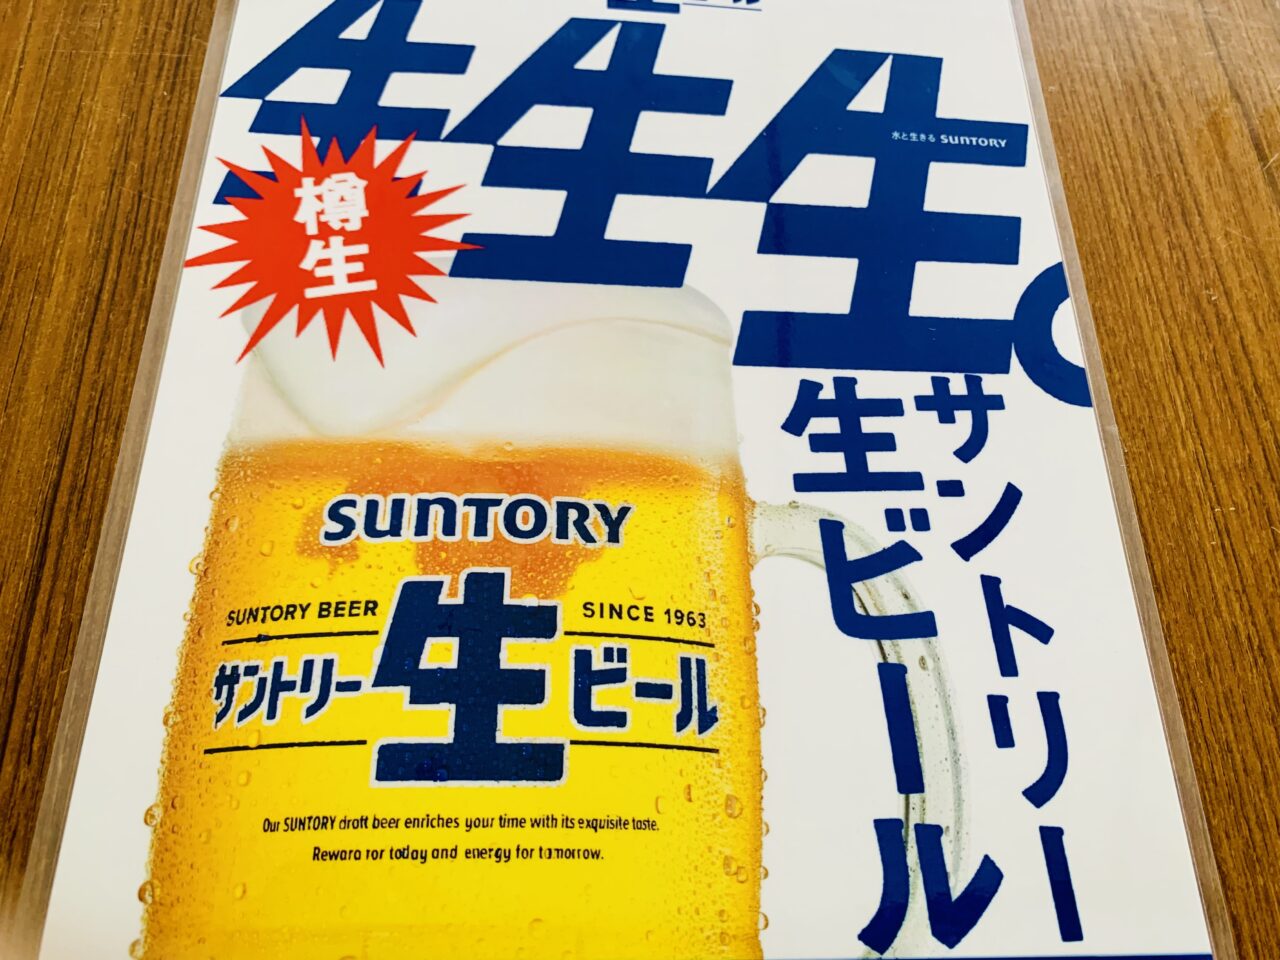 生生生。
水と生きる SUNTORY
樽生
サントリー
生ビール
SUNTORY
SUNTORY BEER
SINCE 1963
サントリー生ビール
Our SUNTORY draft beer enriches your time with its exquisite taste.
Reward for today and energy for tomorrow.